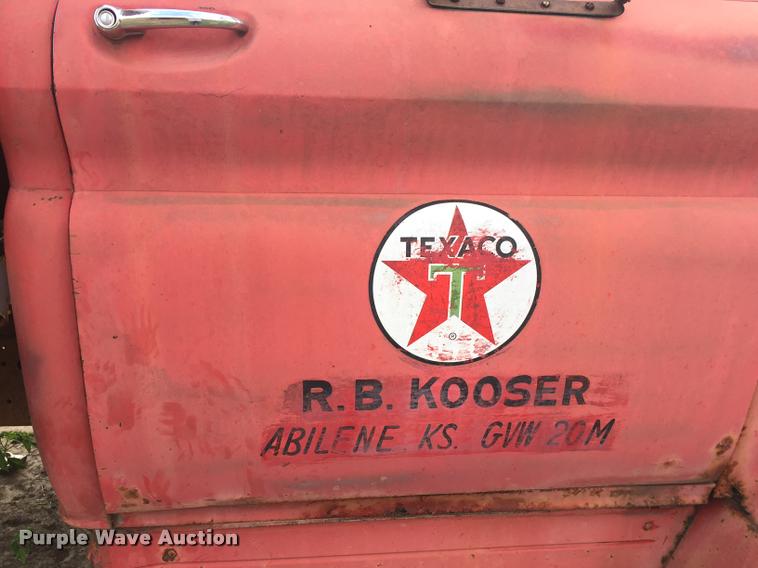 TEXACO
T
®
R.B. KOOSER
ABILENE KS. GVW 20M
Purple Wave Auction